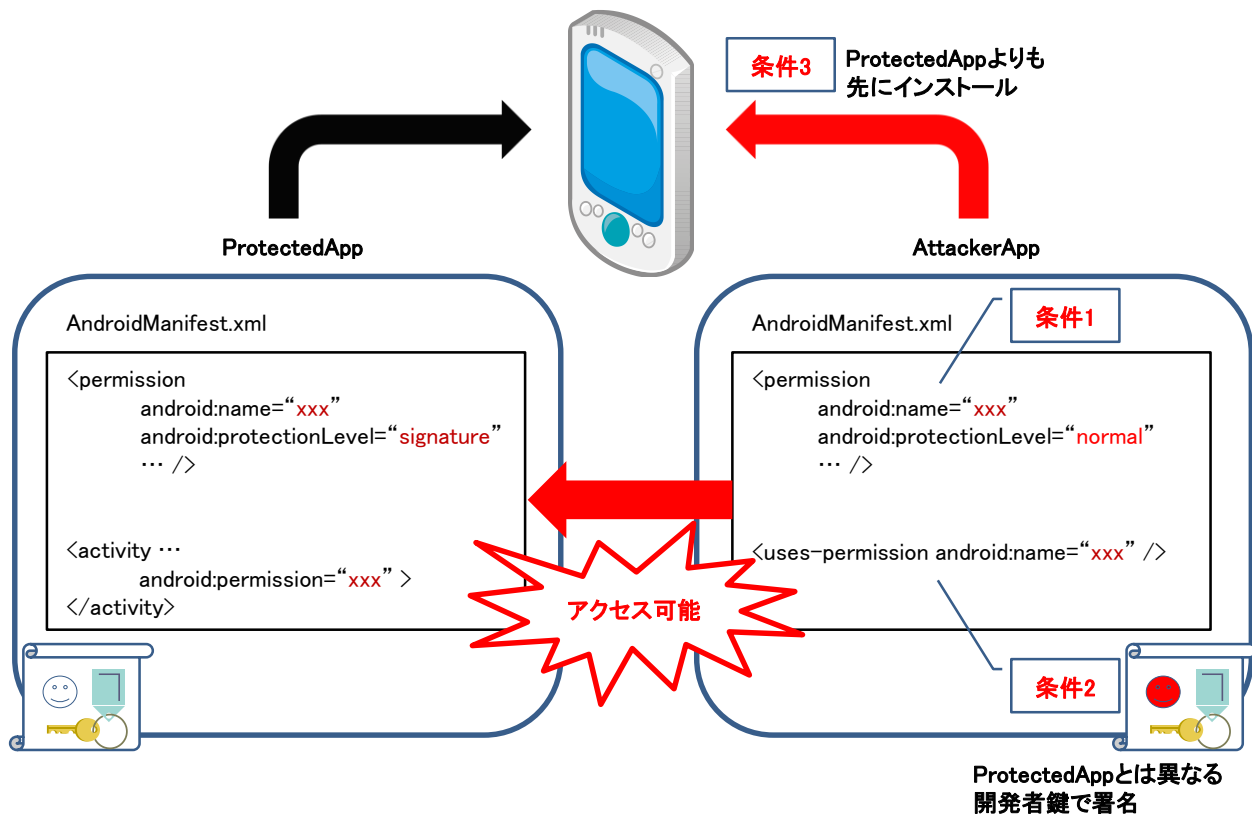 条件3
ProtectedAppよりも
先にインストール
ProtectedApp
AttackerApp
AndroidManifest.xml
<permission
android:name=“xxx”
android:protectionLevel=“signature”
… />
<activity …
android:permission=“xxx” >
</activity>
AndroidManifest.xml
条件1
<permission
android:name=“xxx”
android:protectionLevel=“normal”
… />
<uses-permission android:name=“xxx” />
アクセス可能
条件2
ProtectedAppとは異なる
開発者鍵で署名